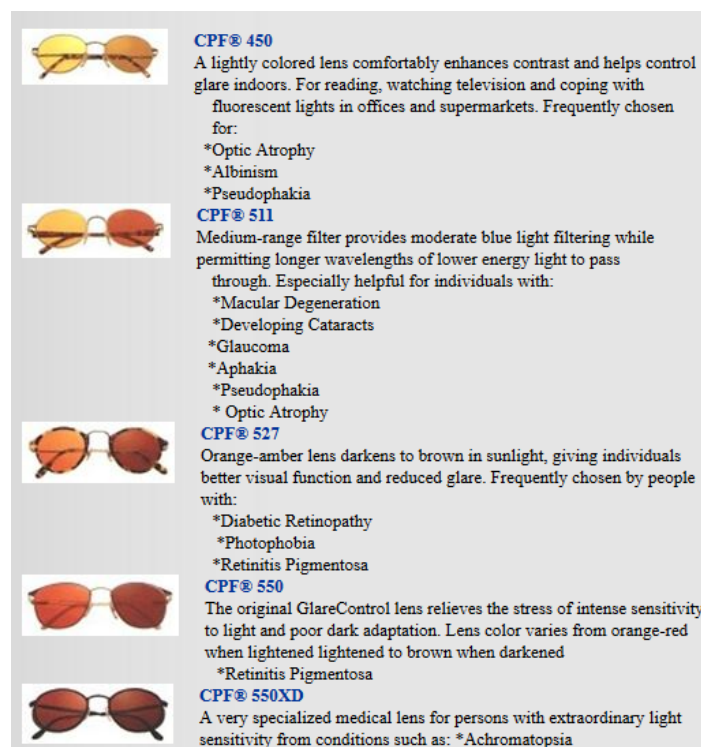 CPF® 450
A lightly colored lens comfortably enhances contrast and helps control
glare indoors. For reading, watching television and coping with
fluorescent lights in offices and supermarkets. Frequently chosen
for:
*Optic Atrophy
*Albinism
*Pseudophakia
CPF® 511
Medium-range filter provides moderate blue light filtering while
permitting longer wavelengths of lower energy light to pass
through. Especially helpful for individuals with:
*Macular Degeneration
*Developing Cataracts
*Glaucoma
*Aphakia
*Pseudophakia
* Optic Atrophy
CPF® 527
Orange-amber lens darkens to brown in sunlight, giving individuals
better visual function and reduced glare. Frequently chosen by people
with:
*Diabetic Retinopathy
*Photophobia
*Retinitis Pigmentosa
CPF® 550
The original GlareControl lens relieves the stress of intense sensitivity
to light and poor dark adaptation. Lens color varies from orange-red
when lightened lightened to brown when darkened
*Retinitis Pigmentosa
CPF® 550XD
A very specialized medical lens for persons with extraordinary light
sensitivity from conditions such as: *Achromatopsia